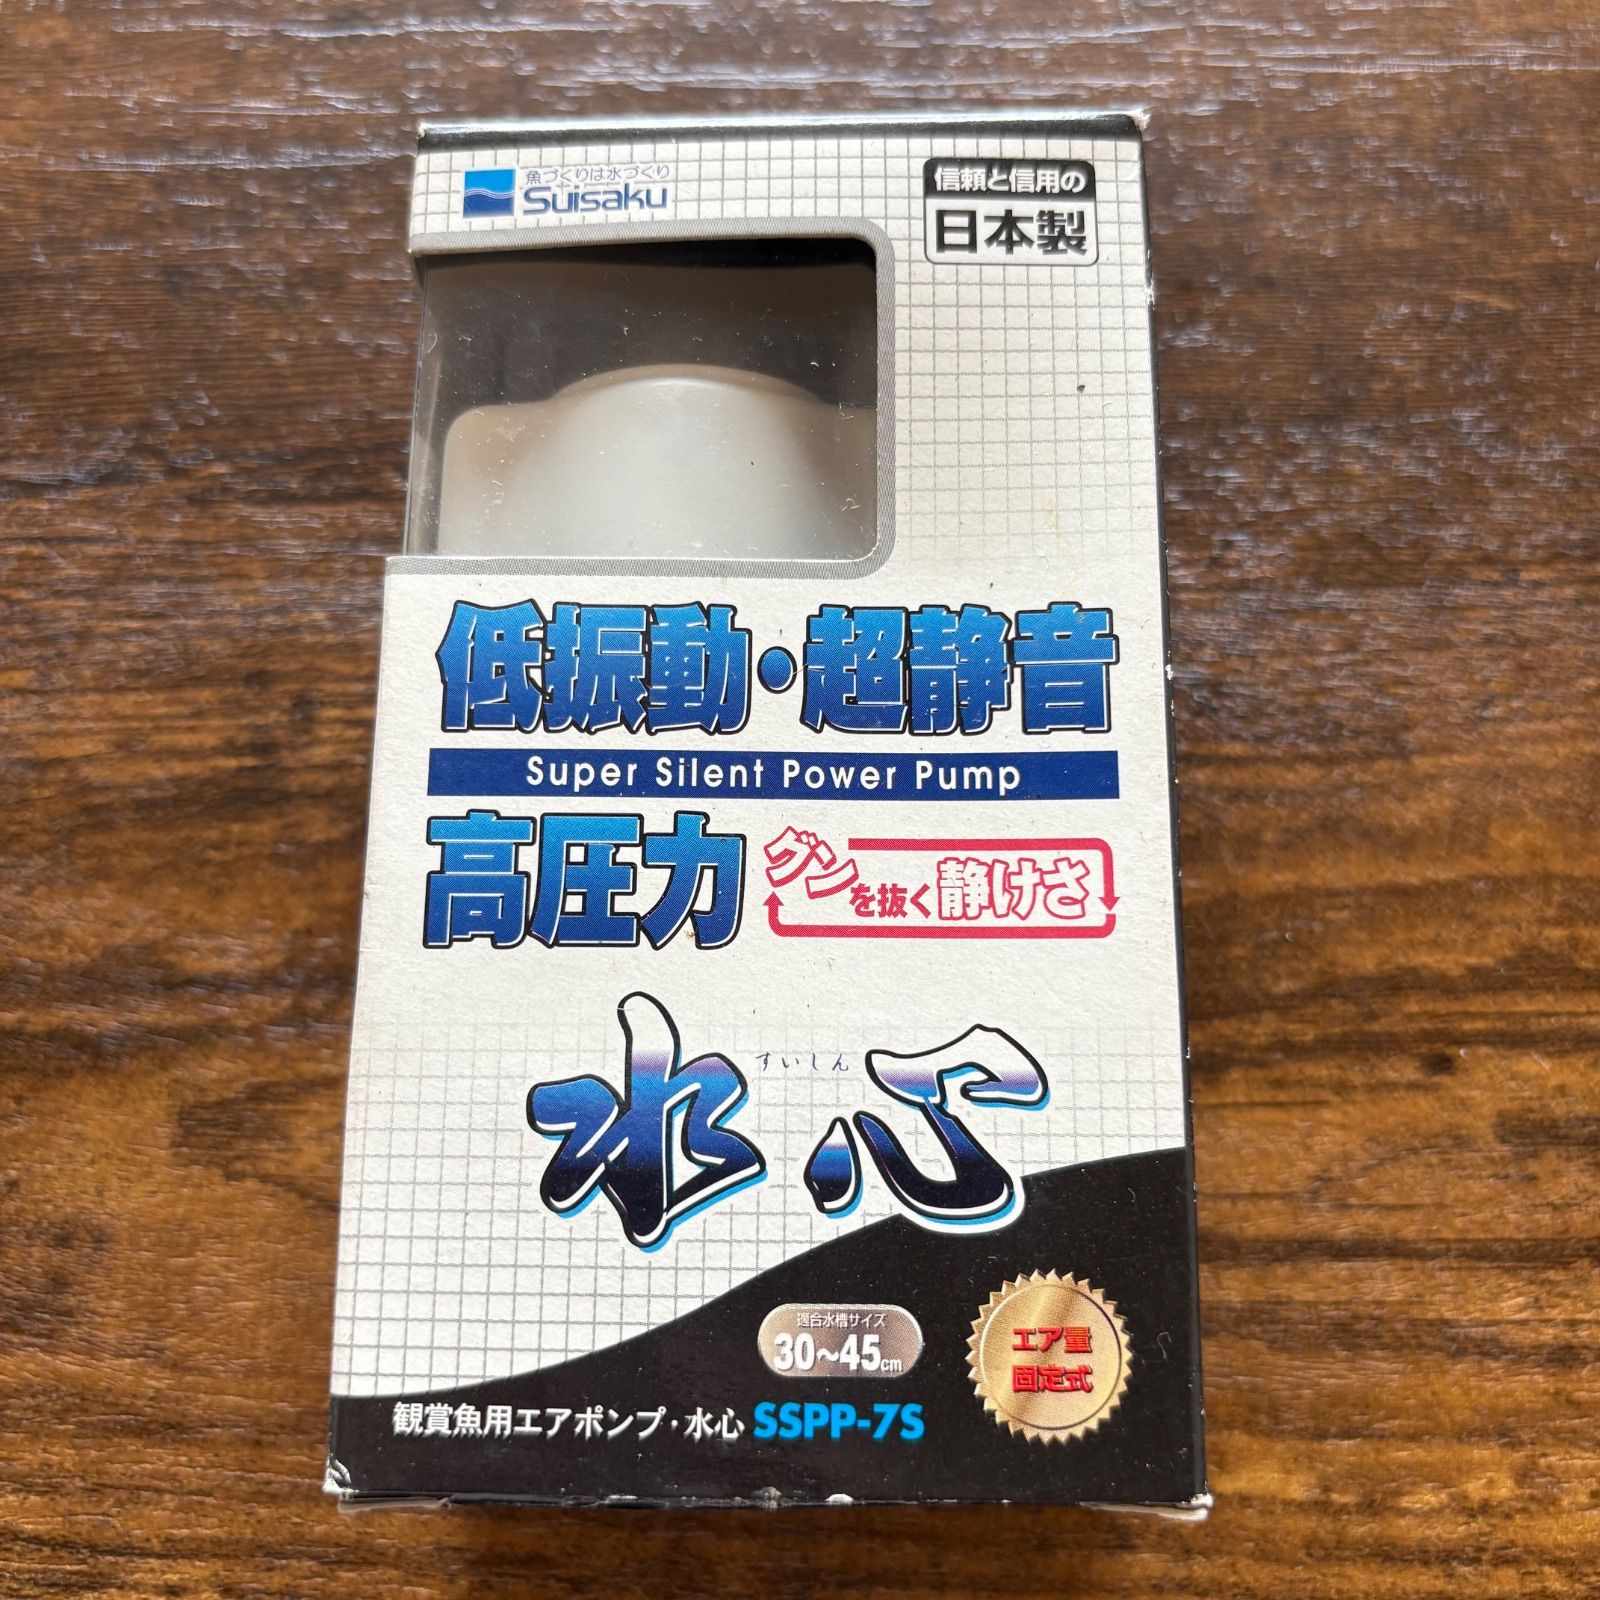 魚づくりは水づくり
Suisaku
信頼と信用の
日本製
低振動・超静音
Super Silent Power Pump
高圧力
グンを抜く静けさ
すいしん
水心
適合水槽サイズ
30～45cm
エア量
固定式
観賞魚用エアポンプ・水心 SSPP-7S